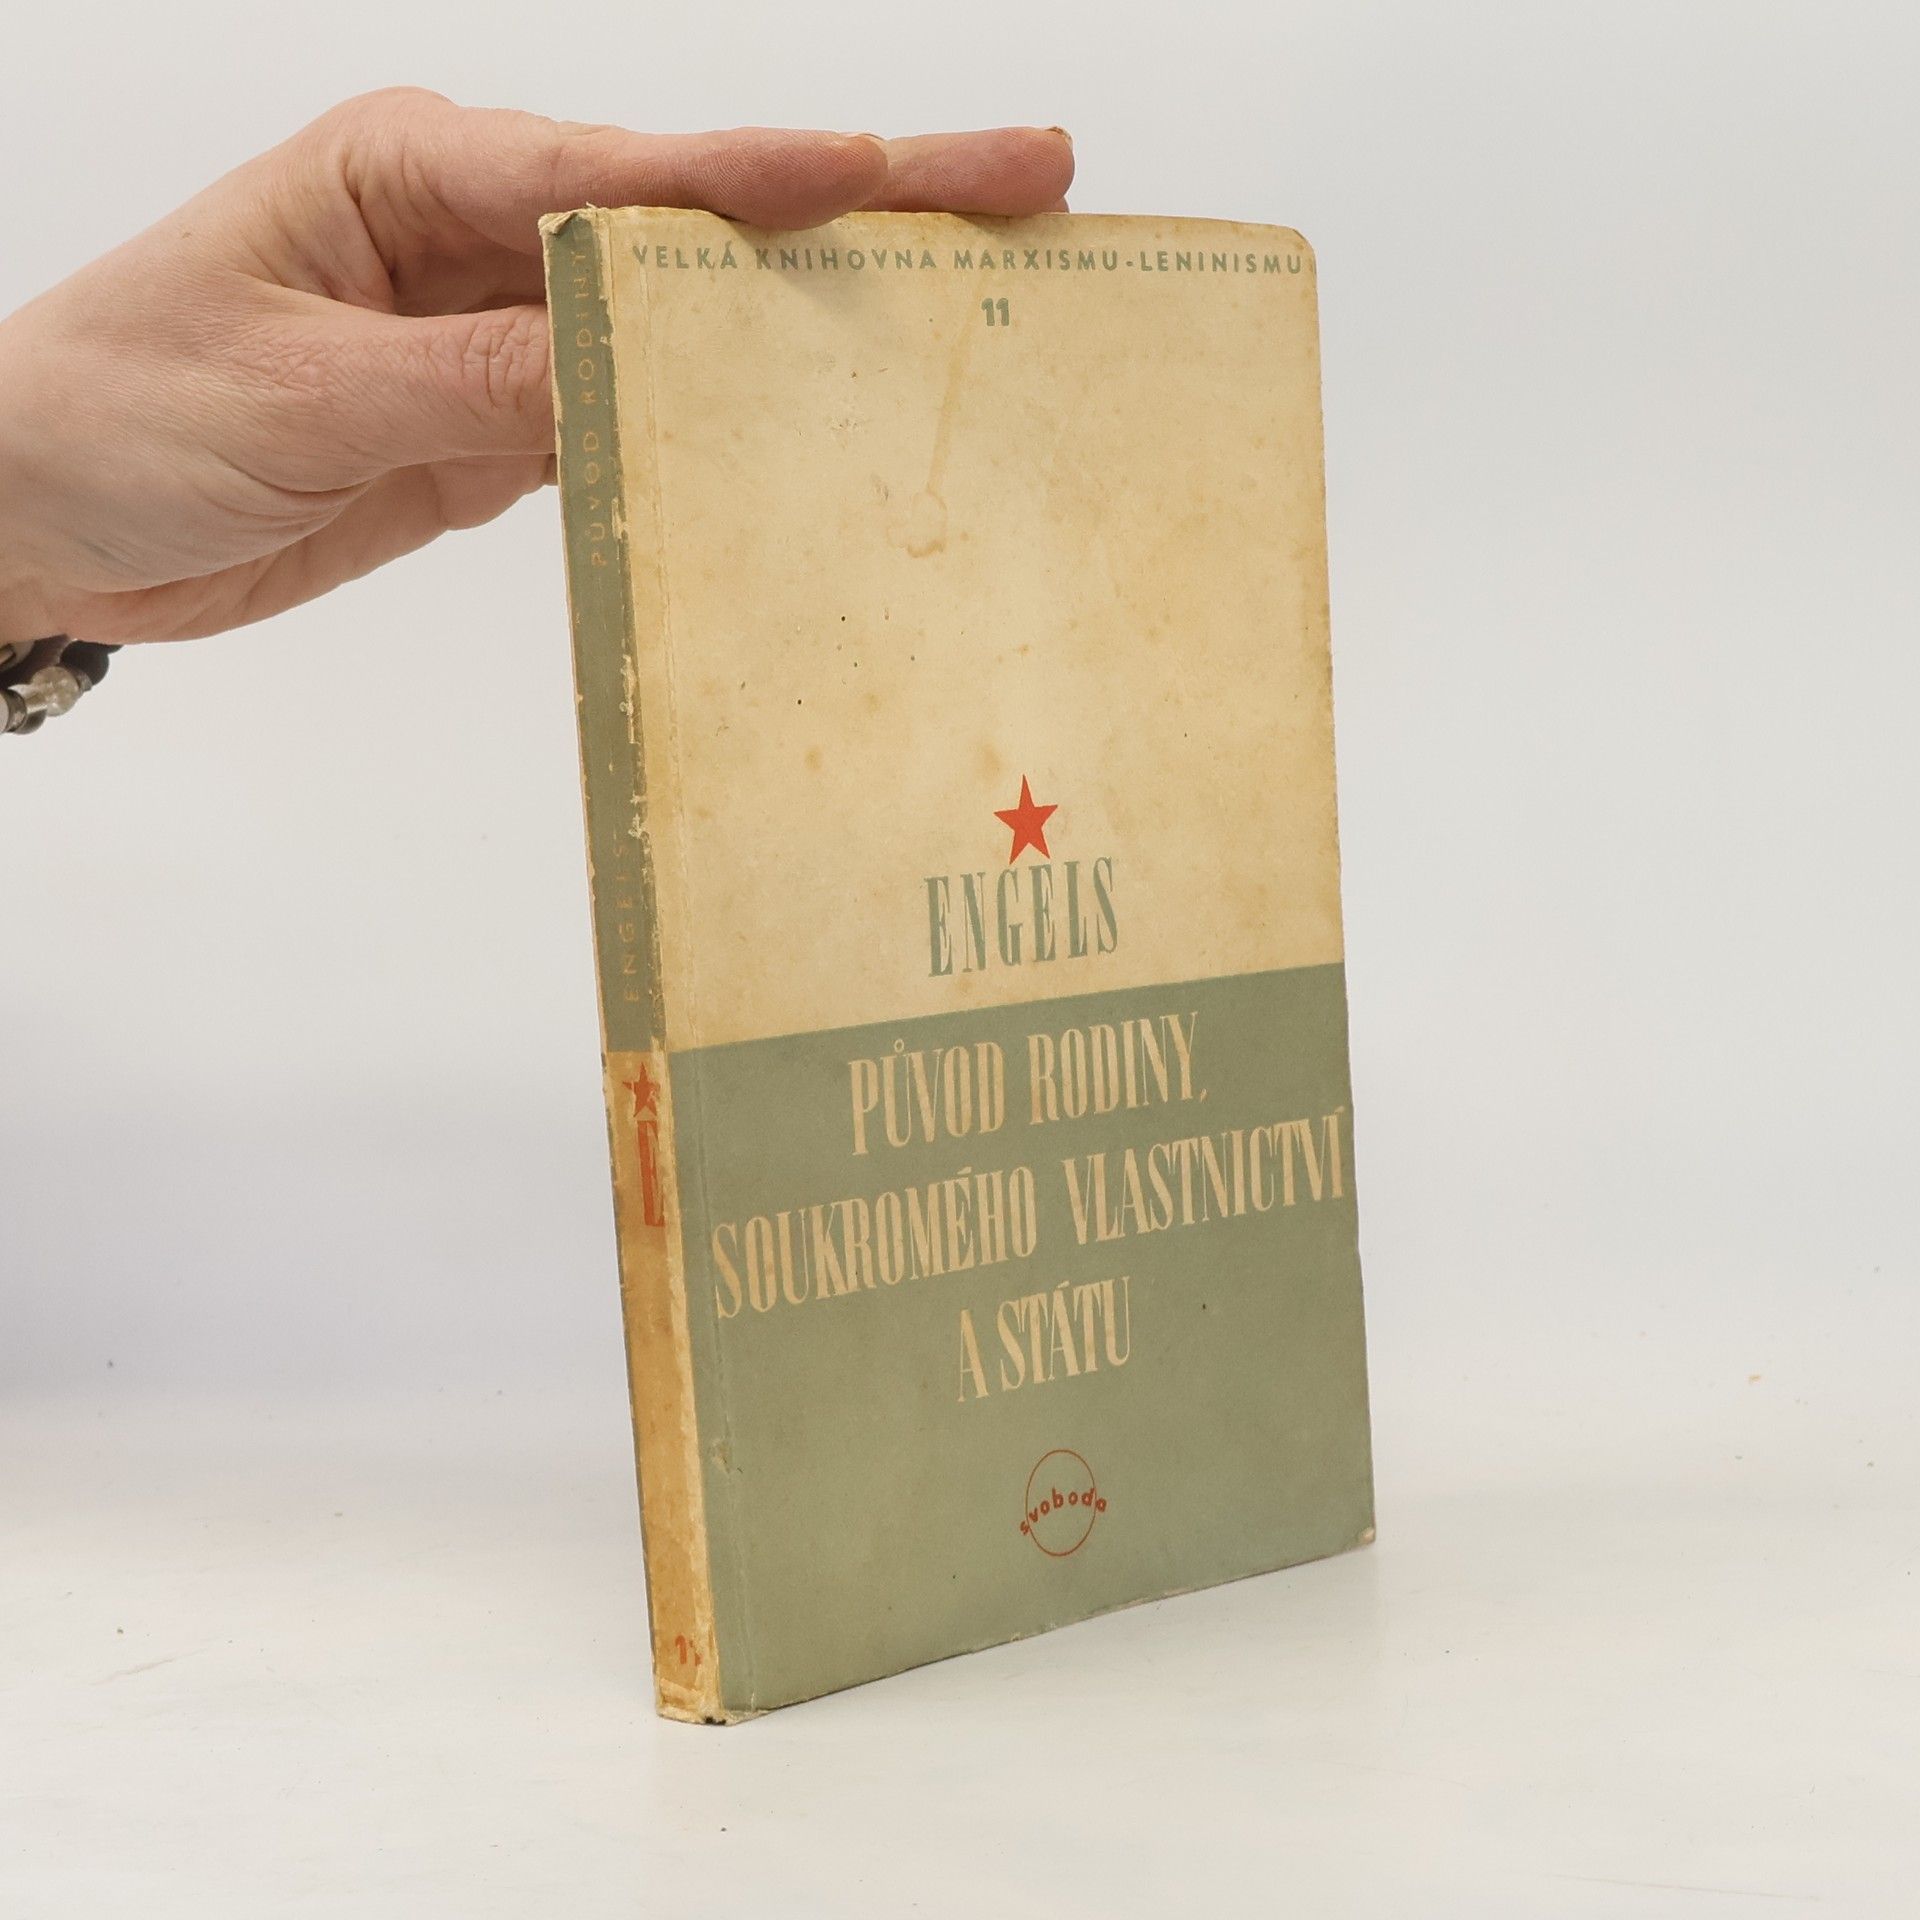 VELKÁ KNIHOVNA MARXISMU-LENINISMU
11
ENGELS
PŮVOD RODINY,
SOUKROMÉHO VLASTNICTVÍ
A STÁTU
svoboda
ENGELS PŮVOD RODINY
E
11